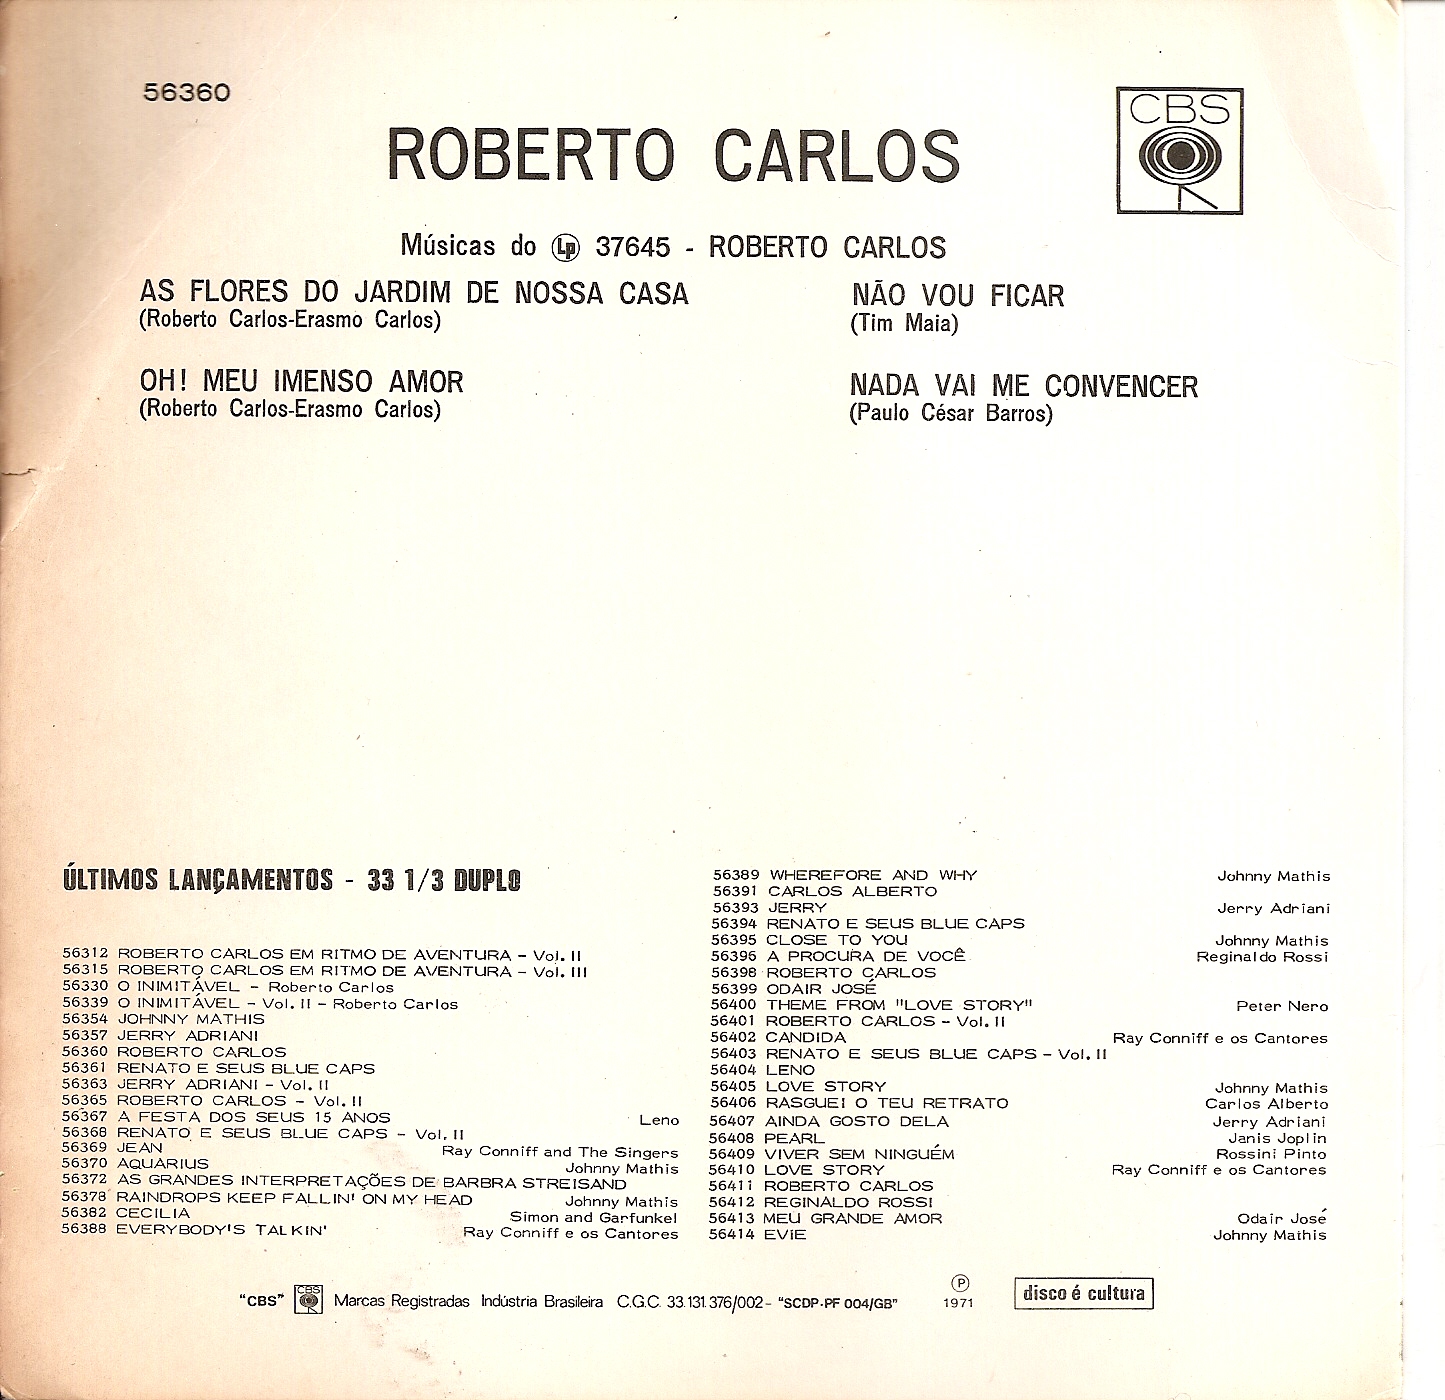 56360
CBS
ROBERTO CARLOS
Músicas do Lp 37645 - ROBERTO CARLOS
AS FLORES DO JARDIM DE NOSSA CASA
(Roberto Carlos-Erasmo Carlos)
OH! MEU IMENSO AMOR
(Roberto Carlos-Erasmo Carlos)
NÃO VOU FICAR
(Tim Maia)
NADA VAI ME CONVENCER
(Paulo César Barros)
ÚLTIMOS LANÇAMENTOS - 33 1/3 DUPLO
56312 ROBERTO CARLOS EM RITMO DE AVENTURA - Vol. II
56315 ROBERTO CARLOS EM RITMO DE AVENTURA - Vol. III
56330 O INIMITÁVEL - Roberto Carlos
56339 O INIMITÁVEL - Vol. II - Roberto Carlos
56354 JOHNNY MATHIS
56357 JERRY ADRIANI
56360 ROBERTO CARLOS
56361 RENATO E SEUS BLUE CAPS
56363 JERRY ADRIANI - Vol. II
56365 ROBERTO CARLOS - Vol. II
56367 A FESTA DOS SEUS 15 ANOS Leno
56368 RENATO E SEUS BLUE CAPS - Vol. II
56369 JEAN Ray Conniff and The Singers
56370 AQUARIUS Johnny Mathis
56372 AS GRANDES INTERPRETAÇÕES DE BARBRA STREISAND
56378 RAINDROPS KEEP FALLIN' ON MY HEAD Johnny Mathis
56382 CECILIA Simon and Garfunkel
56388 EVERYBODY'S TALKIN' Ray Conniff e os Cantores
56389 WHEREFORE AND WHY Johnny Mathis
56391 CARLOS ALBERTO
56393 JERRY Jerry Adriani
56394 RENATO E SEUS BLUE CAPS
56395 CLOSE TO YOU Johnny Mathis
56396 A PROCURA DE VOCÊ Reginaldo Rossi
56398 ROBERTO CARLOS
56399 ODAIR JOSÉ
56400 THEME FROM "LOVE STORY" Peter Nero
56401 ROBERTO CARLOS - Vol. II
56402 CANDIDA Ray Conniff e os Cantores
56403 RENATO E SEUS BLUE CAPS - Vol. II
56404 LENO
56405 LOVE STORY Johnny Mathis
56406 RASGUEI O TEU RETRATO Carlos Alberto
56407 AINDA GOSTO DELA Jerry Adriani
56408 PEARL Janis Joplin
56409 VIVER SEM NINGUÉM Rossini Pinto
56410 LOVE STORY Ray Conniff e os Cantores
56411 ROBERTO CARLOS
56412 REGINALDO ROSSI
56413 MEU GRANDE AMOR Odair José
56414 EVIE Johnny Mathis
"CBS" CBS Marcas Registradas Indústria Brasileira C.G.C. 33.131.376/002 - "SCDP-PF 004/GB"
Ⓟ
1971
disco é cultura